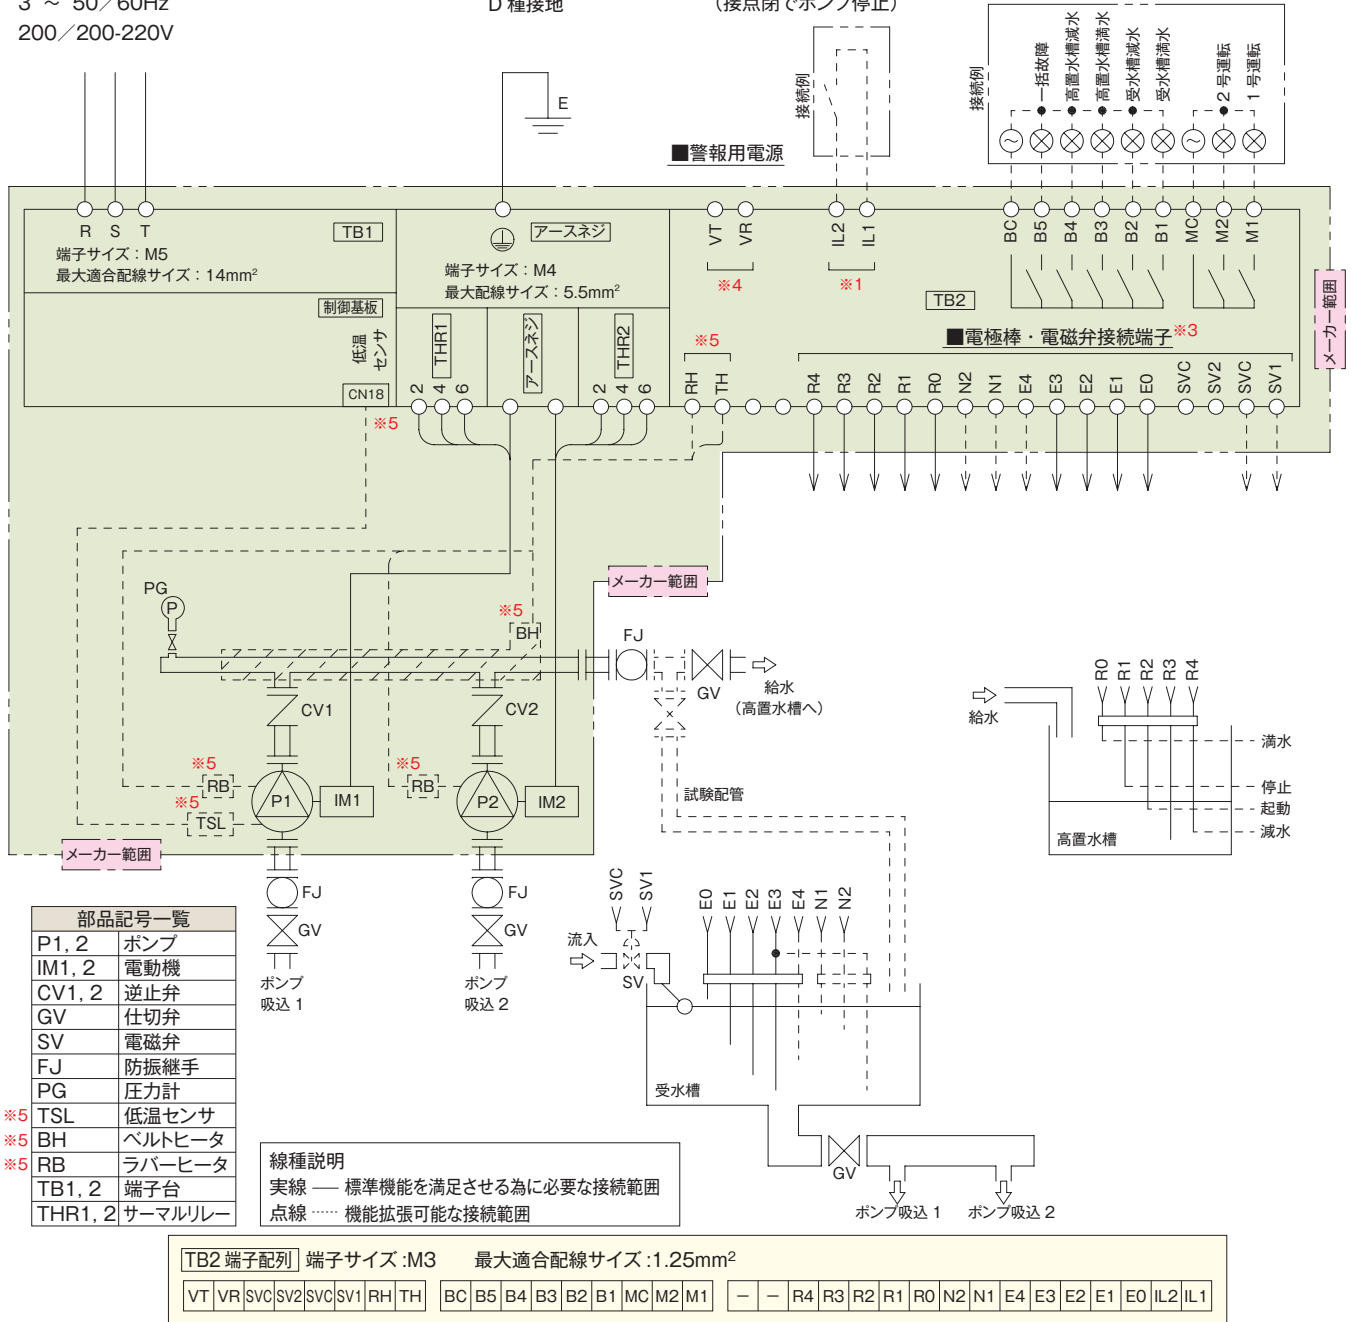 3 ～ 50／60Hz
200／200-220V
D 種接地
（接点閉でポンプ停止）
E
接続例
接続例
一括故障
高置水槽減水
高置水槽満水
受水槽減水
受水槽満水
2 号運転
1 号運転
■警報用電源
R S T
TB1
端子サイズ：M5
最大適合配線サイズ：14mm²
アースネジ
端子サイズ：M4
最大配線サイズ：5.5mm²
VT VR
※4
IL2 IL1
※1
TB2
BC B5 B4 B3 B2 B1 MC M2 M1
メーカー範囲
制御基板
低温
センサ
CN18
※5
2 4 6
THR1
アースネジ
THR2
2 4 6
※5
RH TH
■電極棒・電磁弁接続端子※3
R4 R3 R2 R1 R0 N2 N1 E4 E3 E2 E1 E0 SVC SV2 SVC SV1
メーカー範囲
PG
P
※5
BH
FJ
GV
給水
（高置水槽へ）
CV1
CV2
※5
RB
※5
TSL
P1
IM1
※5
RB
P2
IM2
試験配管
メーカー範囲
FJ
GV
ポンプ
吸込 1
FJ
GV
ポンプ
吸込 2
給水
R0 R1 R2 R3 R4
満水
停止
起動
減水
高置水槽
SVC SV1
流入
SV
E0 E1 E2 E3 E4 N1 N2
受水槽
GV
ポンプ吸込 1
ポンプ吸込 2
部品記号一覧
P1, 2 ポンプ
IM1, 2 電動機
CV1, 2 逆止弁
GV 仕切弁
SV 電磁弁
FJ 防振継手
PG 圧力計
※5 TSL 低温センサ
※5 BH ベルトヒータ
※5 RB ラバーヒータ
TB1, 2 端子台
THR1, 2 サーマルリレー
線種説明
実線 ── 標準機能を満足させる為に必要な接続範囲
点線 ······ 機能拡張可能な接続範囲
TB2 端子配列 端子サイズ:M3 最大適合配線サイズ:1.25mm²
VT VR SVC SV2 SVC SV1 RH TH BC B5 B4 B3 B2 B1 MC M2 M1 － － R4 R3 R2 R1 R0 N2 N1 E4 E3 E2 E1 E0 IL2 IL1